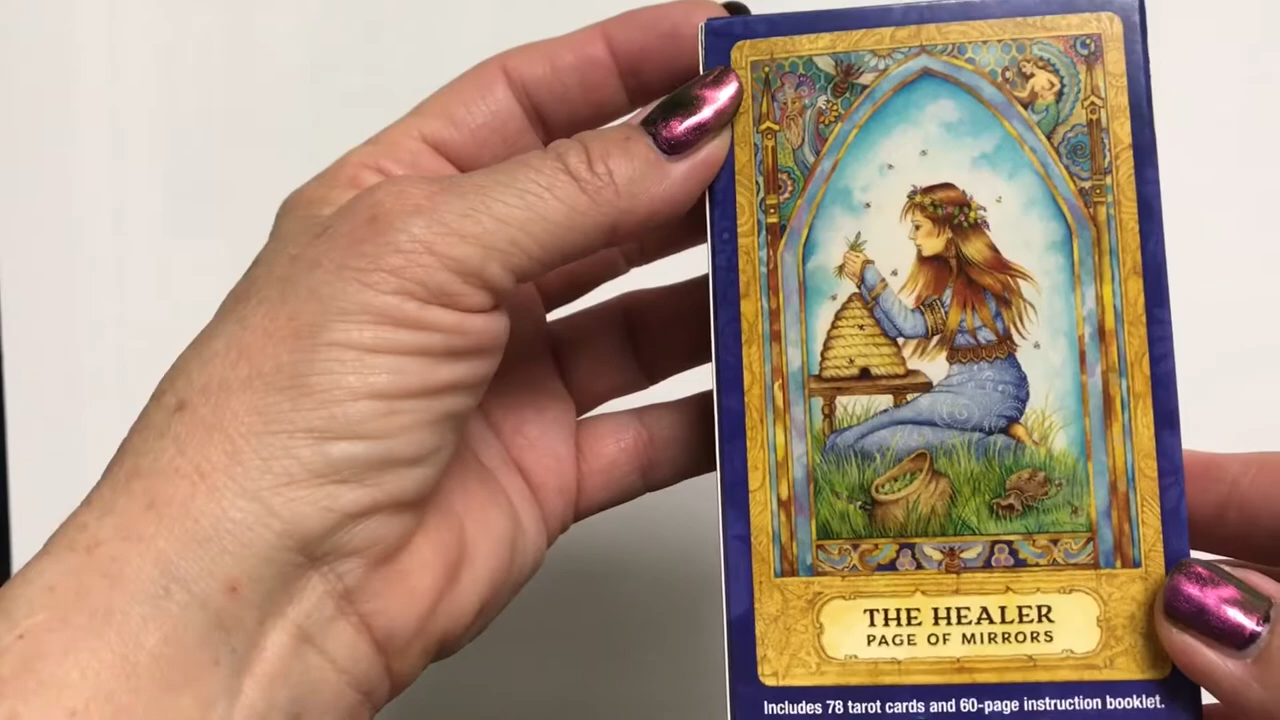 THE HEALER
PAGE OF MIRRORS
Includes 78 tarot cards and 60-page instruction booklet.